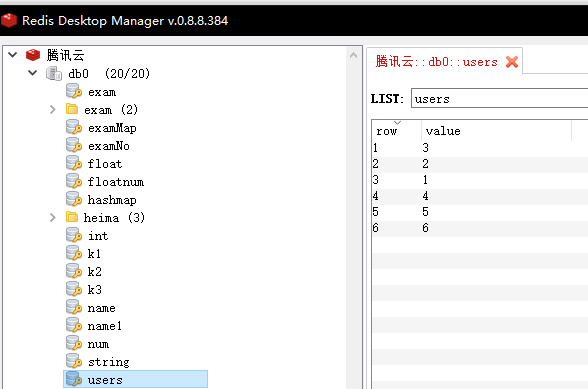 Redis Desktop Manager v.0.8.8.384
腾讯云
db0 (20/20)
exam
exam (2)
examMap
examNo
float
floatnum
hashmap
heima (3)
int
k1
k2
k3
name
name1
num
string
users
腾讯云::db0::users
LIST: users
row value
1 3
2 2
3 1
4 4
5 5
6 6